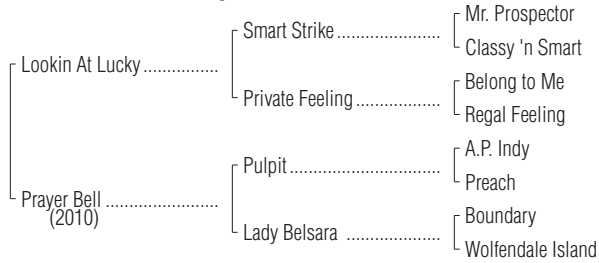 Mr. Prospector
Smart Strike ....................
Classy 'n Smart
Lookin At Lucky ...............
Belong to Me
Private Feeling .................
Regal Feeling
A.P. Indy
Pulpit ..............................
Preach
Prayer Bell ......................
(2010)
Boundary
Lady Belsara ...................
Wolfendale Island